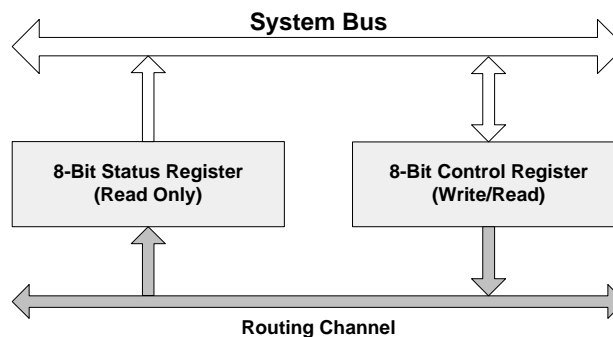 System Bus
8-Bit Status Register
(Read Only)
8-Bit Control Register
(Write/Read)
Routing Channel